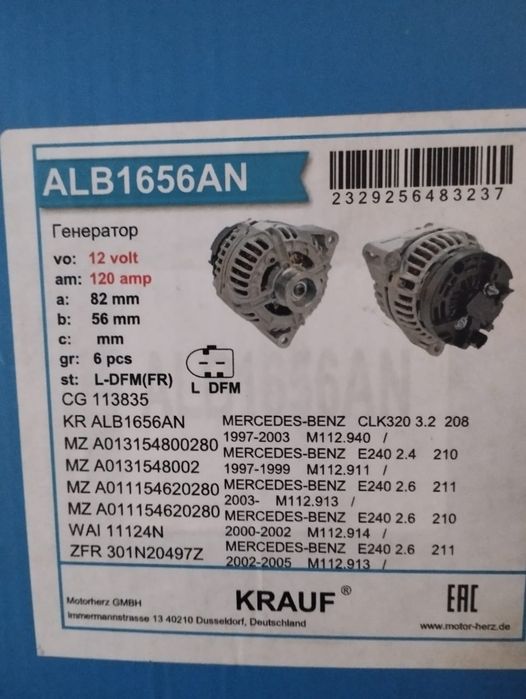 ALB1656AN
2329256483237
Генератор
vo: 12 volt
am: 120 amp
a: 82 mm
b: 56 mm
c: mm
gr: 6 pcs
st: L-DFM(FR)
L DFM
CG 113835
KR ALB1656AN
MZ A013154800280
MZ A0131548002
MZ A011154620280
MZ A011154620280
WAI 11124N
ZFR 301N20497Z
MERCEDES-BENZ CLK320 3.2 208
1997-2003 M112.940 /
MERCEDES-BENZ E240 2.4 210
1997-1999 M112.911 /
MERCEDES-BENZ E240 2.6 211
2003- M112.913 /
MERCEDES-BENZ E240 2.6 210
2000-2002 M112.914 /
MERCEDES-BENZ E240 2.6 211
2002-2005 M112.913 /
Motorherz GMBH
Immermannstrasse 13 40210 Dusseldorf, Deutschland
KRAUF ®
EAC
www.motor-herz.de